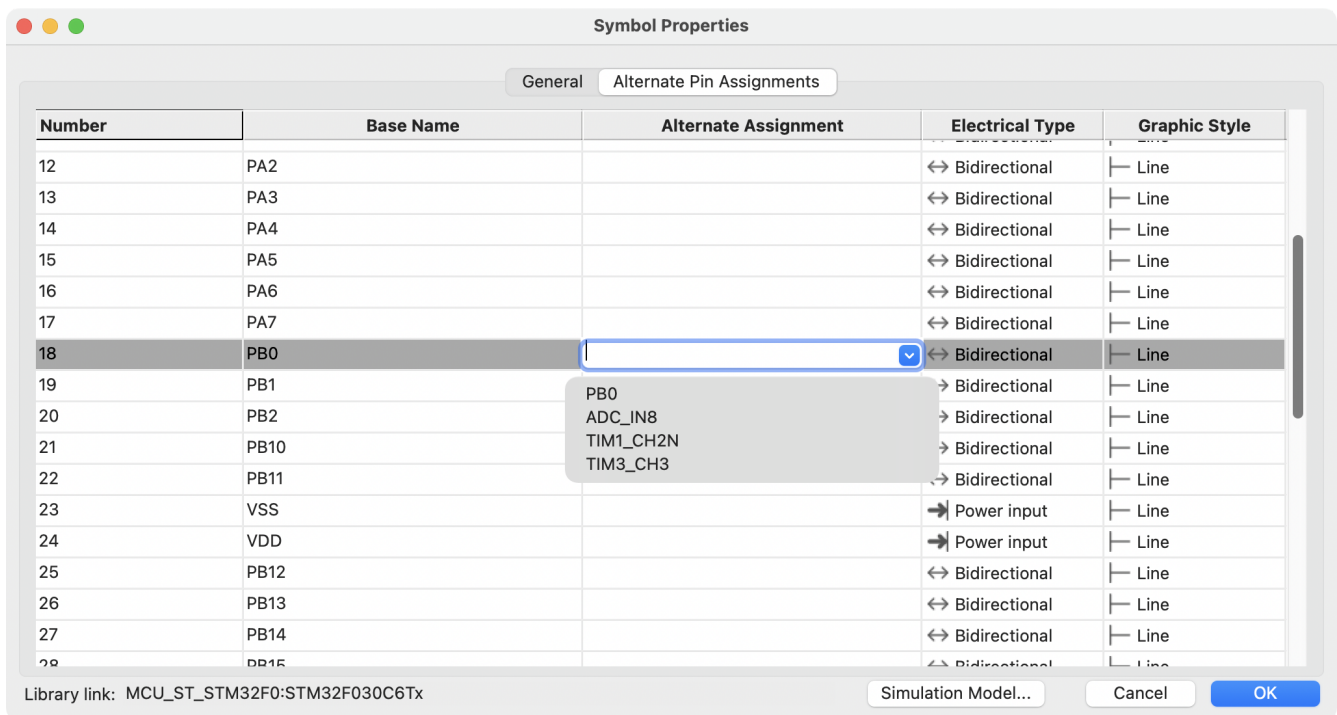 Symbol Properties
General Alternate Pin Assignments
Number Base Name Alternate Assignment Electrical Type Graphic Style
12 PA2 Bidirectional Line
13 PA3 Bidirectional Line
14 PA4 Bidirectional Line
15 PA5 Bidirectional Line
16 PA6 Bidirectional Line
17 PA7 Bidirectional Line
18 PB0 Bidirectional Line
19 PB1 Bidirectional Line
20 PB2 Bidirectional Line
21 PB10 Bidirectional Line
22 PB11 Bidirectional Line
PB0
ADC_IN8
TIM1_CH2N
TIM3_CH3
23 VSS Power input Line
24 VDD Power input Line
25 PB12 Bidirectional Line
26 PB13 Bidirectional Line
27 PB14 Bidirectional Line
28 PB15 Bidirectional Line
Library link: MCU_ST_STM32F0:STM32F030C6Tx Simulation Model... Cancel OK